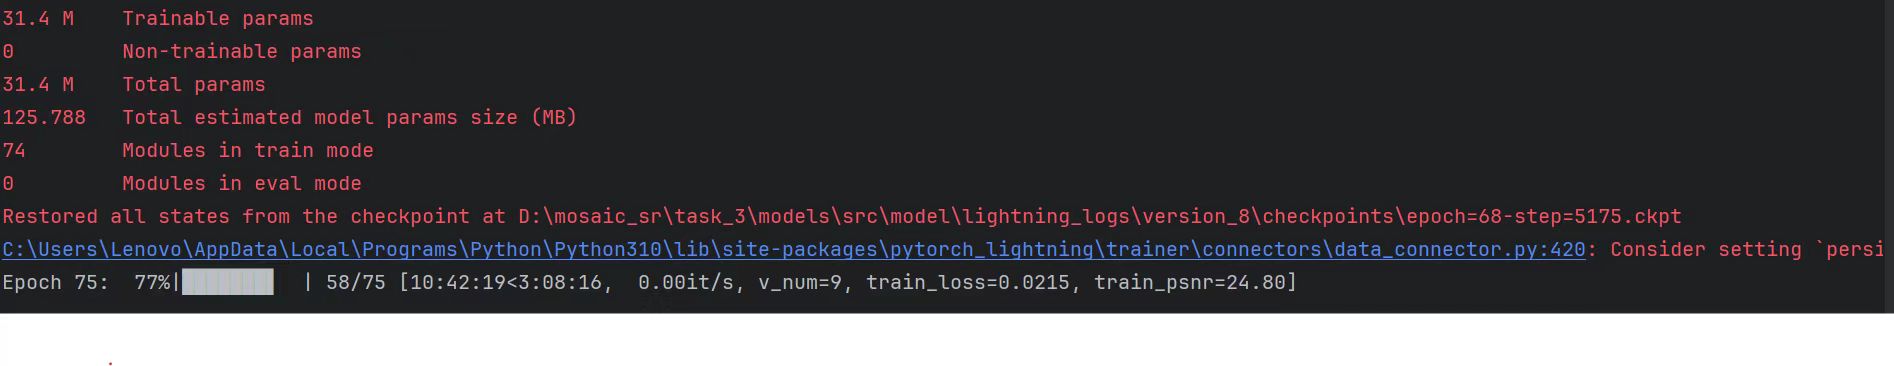 31.4 M    Trainable params
0         Non-trainable params
31.4 M    Total params
125.788   Total estimated model params size (MB)
74        Modules in train mode
0         Modules in eval mode
Restored all states from the checkpoint at D:\mosaic_sr\task_3\models\src\model\lightning_logs\version_8\checkpoints\epoch=68-step=5175.ckpt
C:\Users\Lenovo\AppData\Local\Programs\Python\Python310\lib\site-packages\pytorch_lightning\trainer\connectors\data_connector.py:420: Consider setting `persi
Epoch 75:  77%|████████  | 58/75 [10:42:19<3:08:16,  0.00it/s, v_num=9, train_loss=0.0215, train_psnr=24.80]